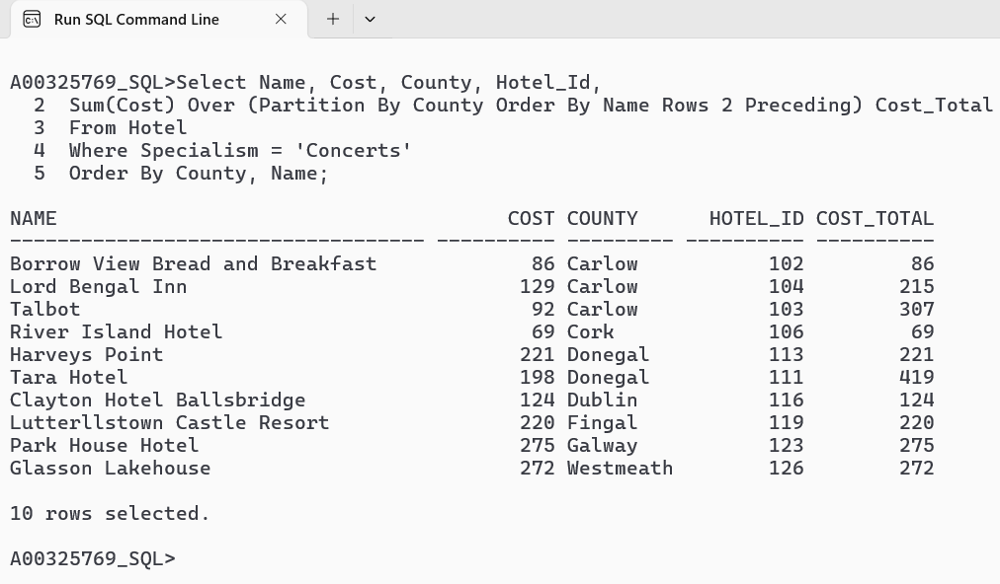 Run SQL Command Line
A00325769_SQL>Select Name, Cost, County, Hotel_Id,
  2  Sum(Cost) Over (Partition By County Order By Name Rows 2 Preceding) Cost_Total
  3  From Hotel
  4  Where Specialism = 'Concerts'
  5  Order By County, Name;
NAME                                      COST COUNTY      HOTEL_ID COST_TOTAL
----------------------------------- ---------- --------- ---------- ----------
Borrow View Bread and Breakfast             86 Carlow           102         86
Lord Bengal Inn                            129 Carlow           104        215
Talbot                                      92 Carlow           103        307
River Island Hotel                          69 Cork             106         69
Harveys Point                              221 Donegal          113        221
Tara Hotel                                 198 Donegal          111        419
Clayton Hotel Ballsbridge                  124 Dublin           116        124
Lutterllstown Castle Resort                220 Fingal           119        220
Park House Hotel                           275 Galway           123        275
Glasson Lakehouse                          272 Westmeath        126        272
10 rows selected.
A00325769_SQL>